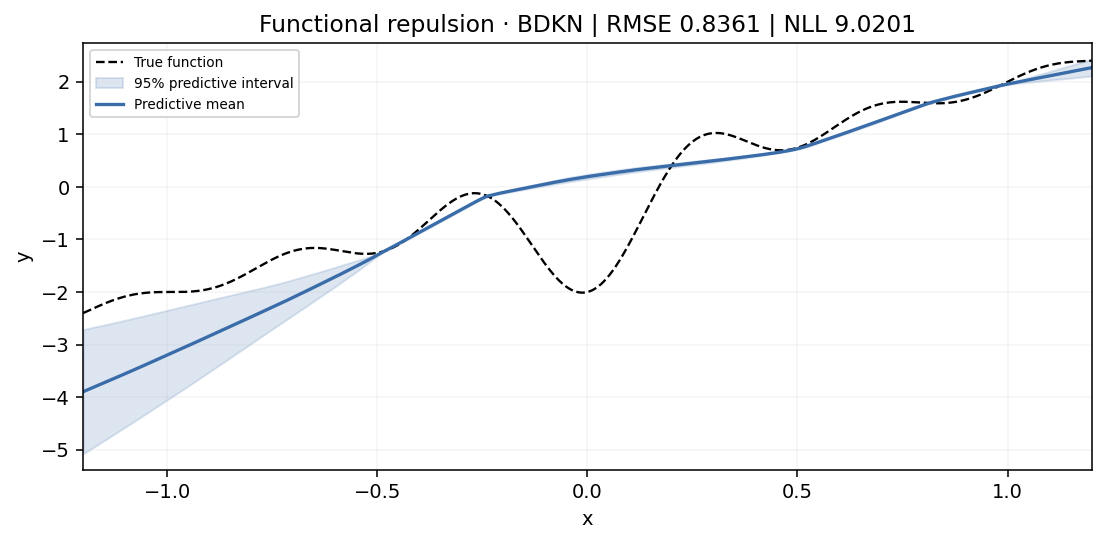 Functional repulsion · BDKN | RMSE 0.8361 | NLL 9.0201
True function
95% predictive interval
Predictive mean
y
2
1
0
−1
−2
−3
−4
−5
−1.0
−0.5
0.0
0.5
1.0
x